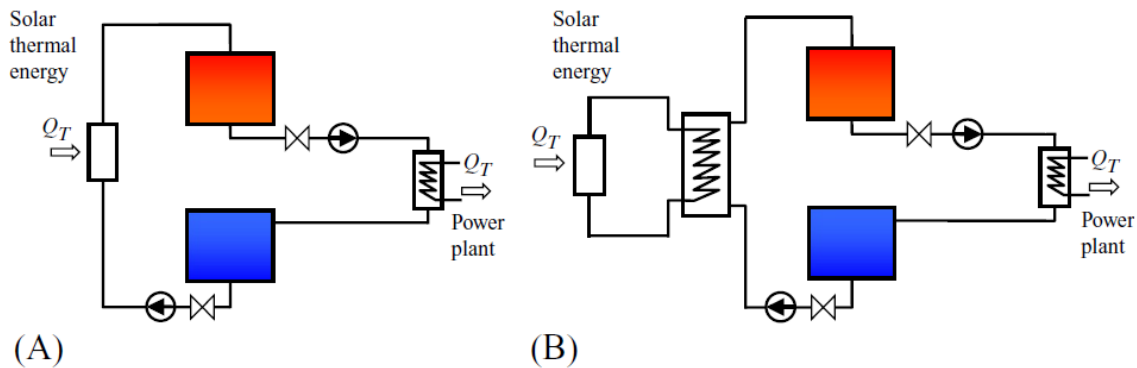 Solar
thermal
energy
Q_T
Q_T
Power
plant
(A)
Solar
thermal
energy
Q_T
Q_T
Power
plant
(B)